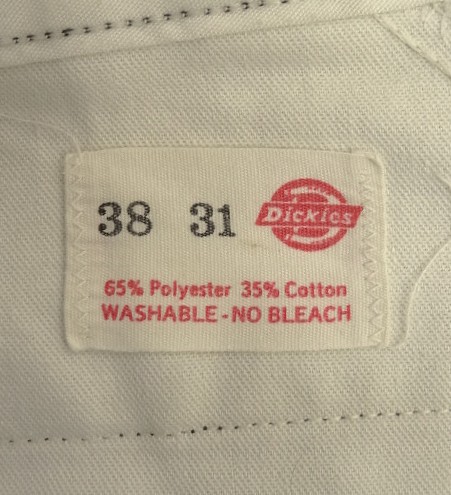 38 31 Dickies
65% Polyester 35% Cotton
WASHABLE - NO BLEACH